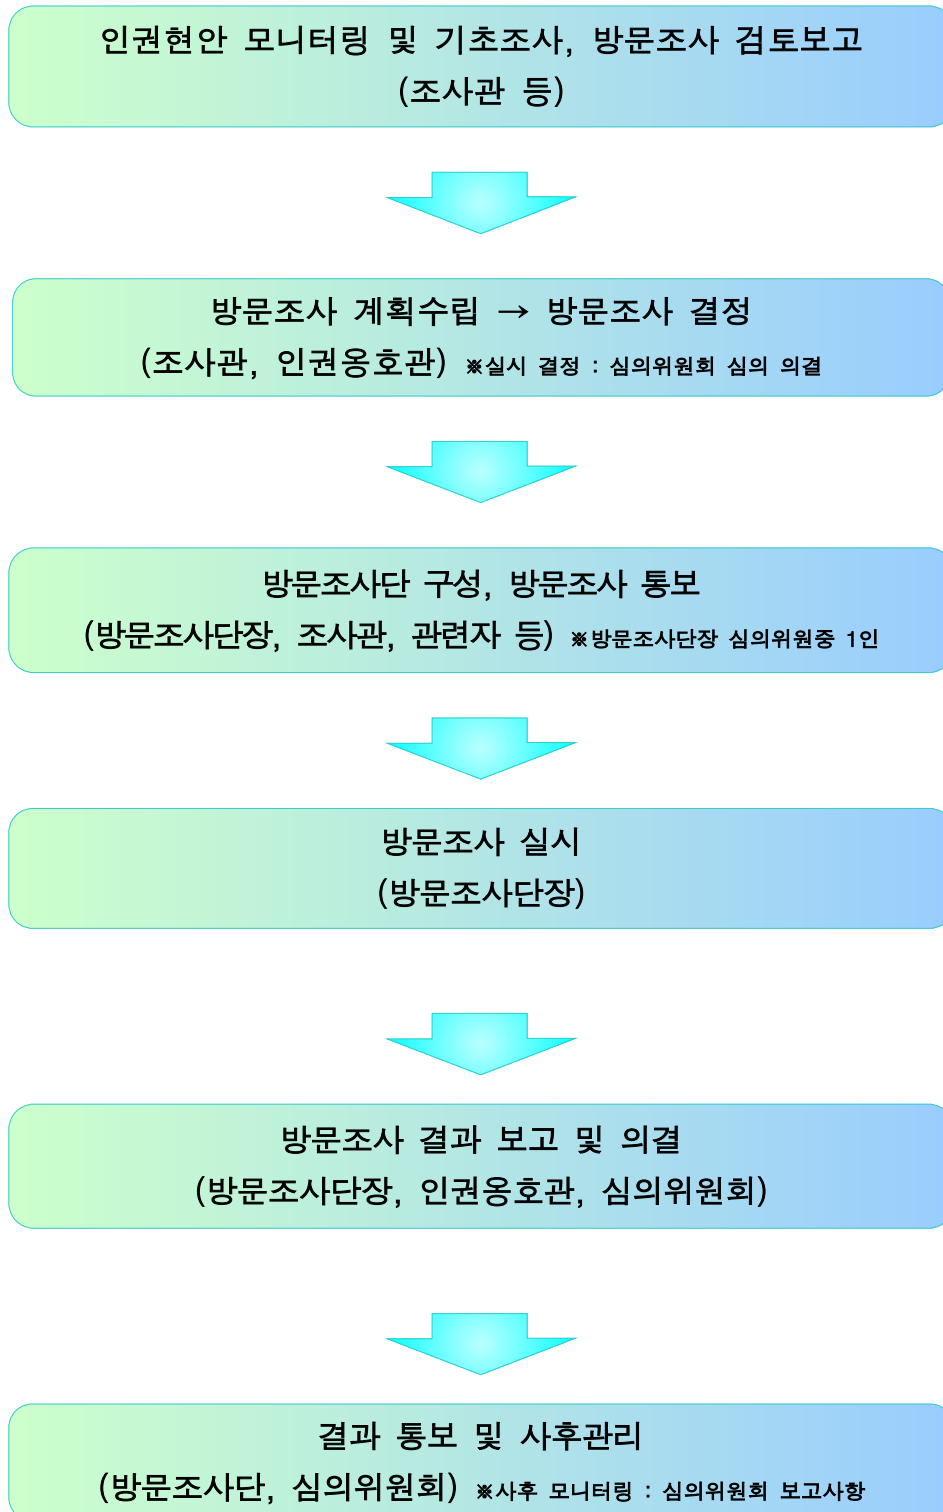 인권현안 모니터링 및 기초조사, 방문조사 검토보고
(조사관 등)
방문조사 계획수립 → 방문조사 결정
(조사관, 인권옹호관) ※실시 결정 : 심의위원회 심의 의결
방문조사단 구성, 방문조사 통보
(방문조사단장, 조사관, 관련자 등) ※방문조사단장 심의위원중 1인
방문조사 실시
(방문조사단장)
방문조사 결과 보고 및 의결
(방문조사단장, 인권옹호관, 심의위원회)
결과 통보 및 사후관리
(방문조사단, 심의위원회) ※사후 모니터링 : 심의위원회 보고사항